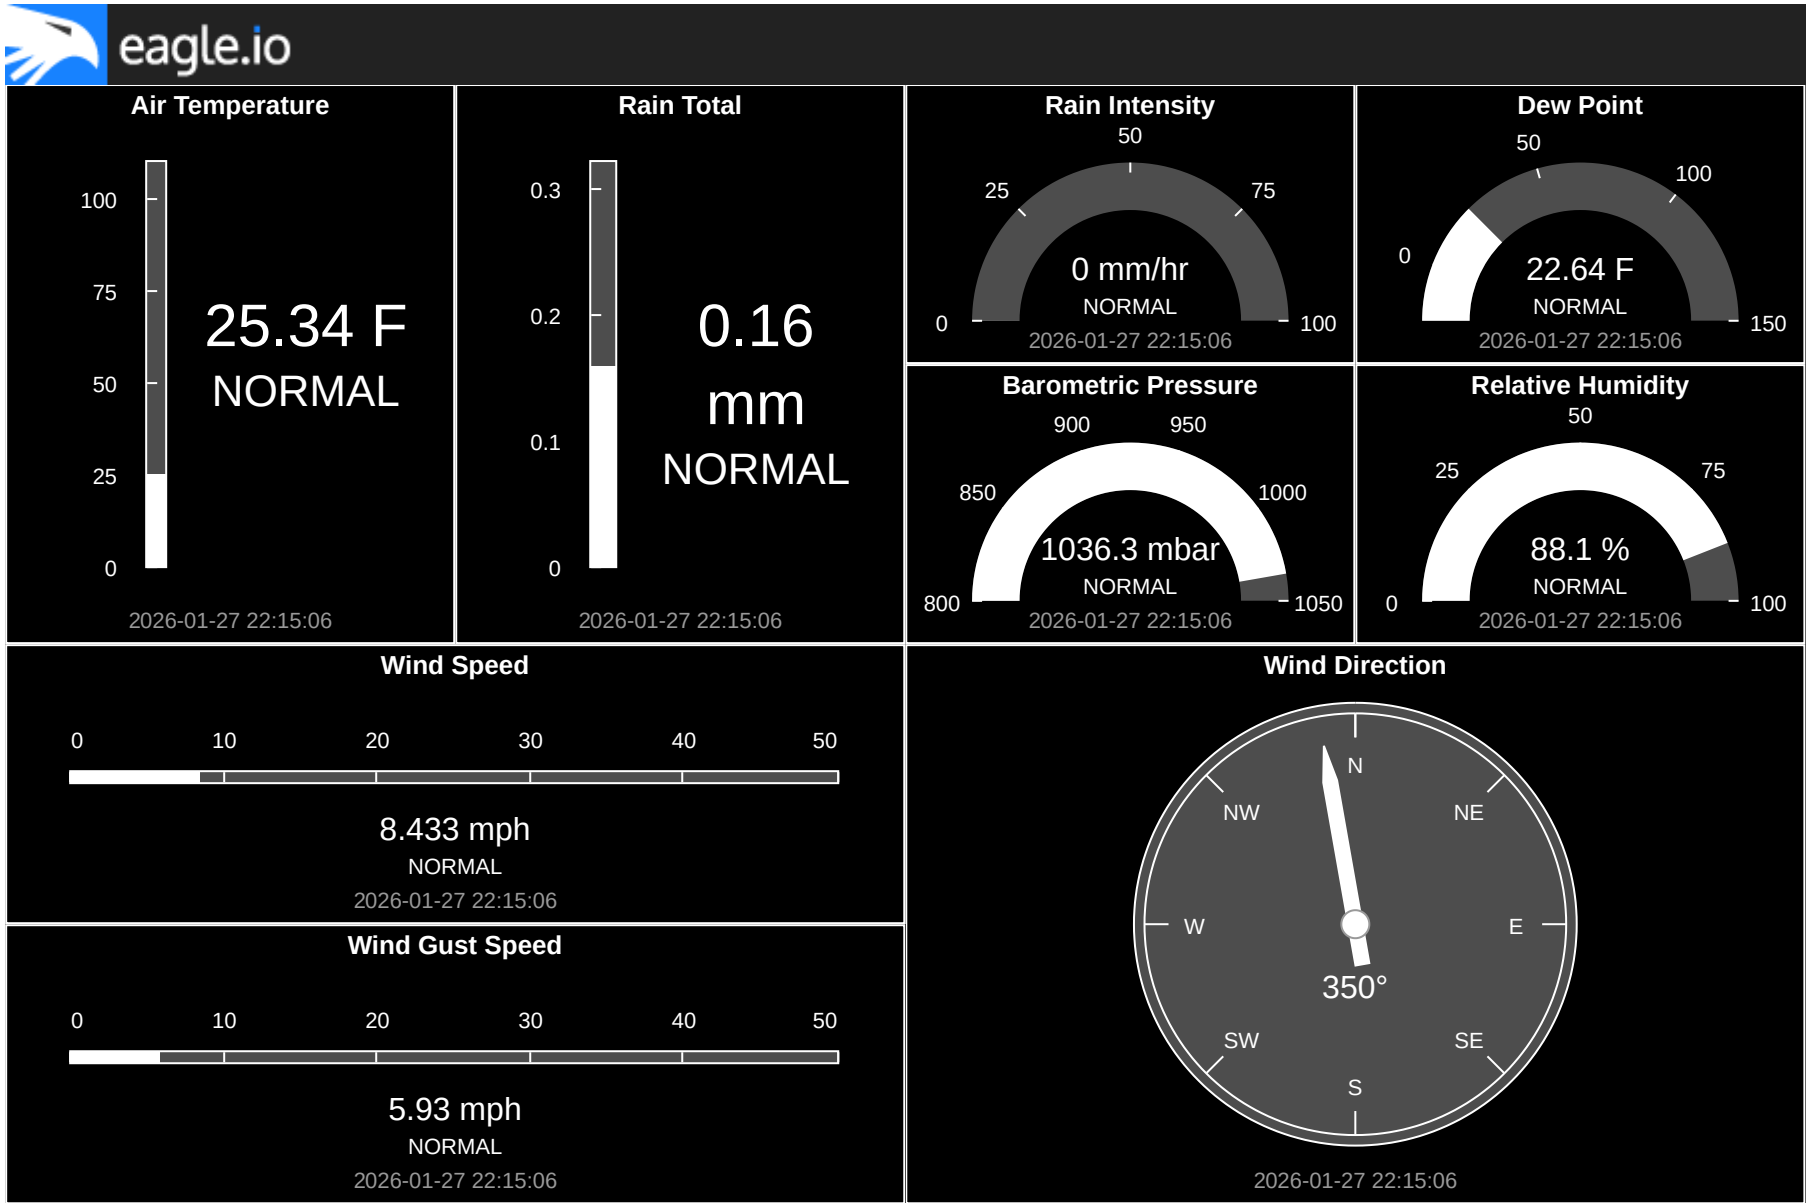 eagle.io
Air Temperature
100
75
50
25
0
25.34 F
NORMAL
2026-01-27 22:15:06
Rain Total
0.3
0.2
0.1
0
0.16
mm
NORMAL
2026-01-27 22:15:06
Rain Intensity
0
25
50
75
100
0 mm/hr
NORMAL
2026-01-27 22:15:06
Dew Point
0
50
100
150
22.64 F
NORMAL
2026-01-27 22:15:06
Barometric Pressure
800
850
900
950
1000
1050
1036.3 mbar
NORMAL
2026-01-27 22:15:06
Relative Humidity
0
25
50
75
100
88.1 %
NORMAL
2026-01-27 22:15:06
Wind Speed
0 10 20 30 40 50
8.433 mph
NORMAL
2026-01-27 22:15:06
Wind Gust Speed
0 10 20 30 40 50
5.93 mph
NORMAL
2026-01-27 22:15:06
Wind Direction
N
NW NE
W E
350°
SW SE
S
2026-01-27 22:15:06